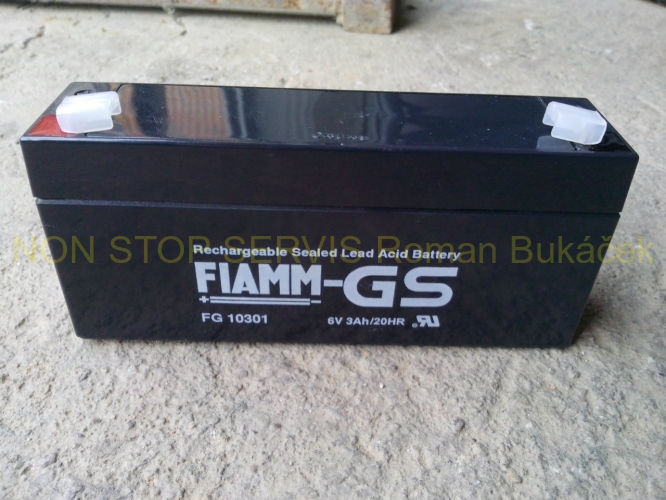 NON STOP SERVIS Roman Bukáček
Rechargeable Sealed Lead Acid Battery
FIAMM-GS
+ -
FG 10301 6V 3Ah/20HR